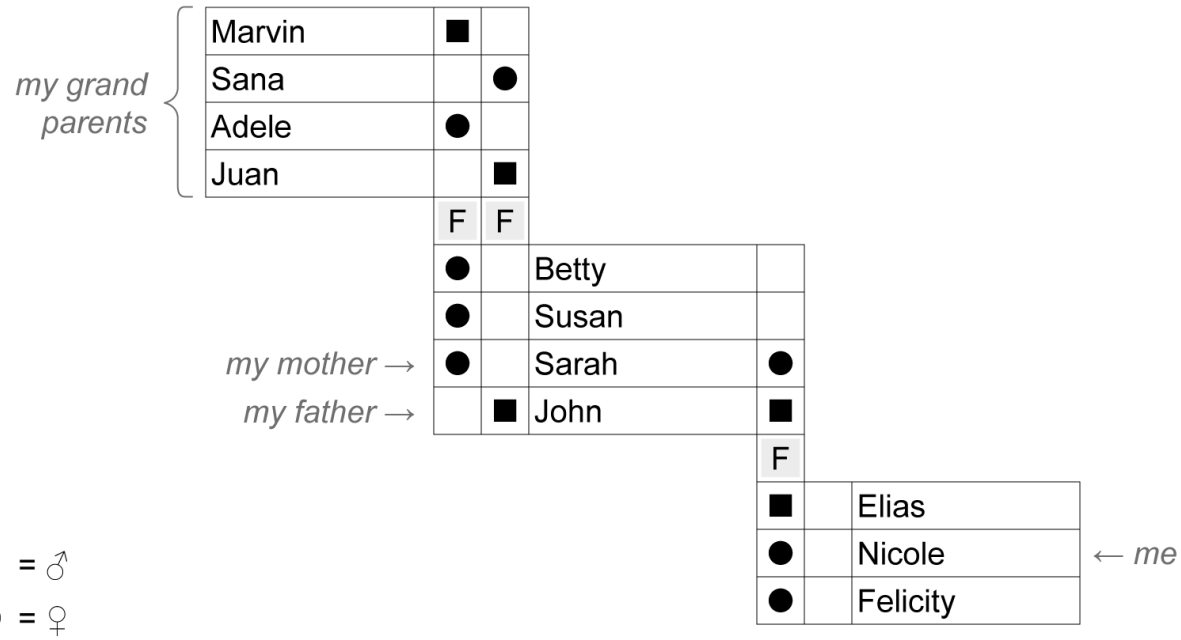 Marvin
my grand
parents
Sana
Adele
Juan
F F
Betty
Susan
my mother → Sarah
my father → John
F
Elias
Nicole ← me
Felicity
= ♂
= ♀